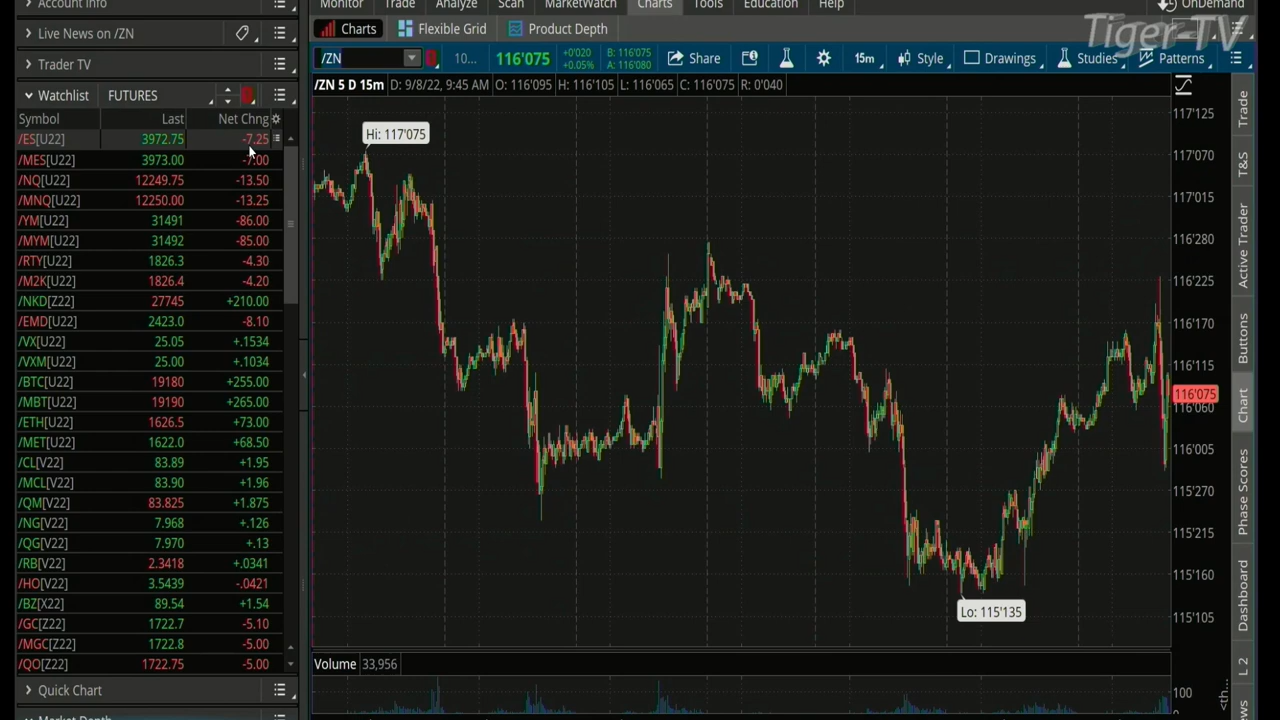 Account Info
Monitor Trade Analyze Scan MarketWatch Charts Tools Education Help
OnDemand
Live News on /ZN
Charts Flexible Grid Product Depth
Tiger-TV
Trader TV
/ZN 10... 116'075 +0'020 +0.05% B: 116'075 A: 116'080 Share 15m Style Drawings Studies Patterns
/ZN 5 D 15m D: 9/8/22, 9:45 AM O: 116'095 H: 116'105 L: 116'065 C: 116'075 R: 0'040
Watchlist FUTURES
Symbol Last Net Chng
/ES[U22] 3972.75 -7.25
/MES[U22] 3973.00 -7.00
/NQ[U22] 12249.75 -13.50
/MNQ[U22] 12250.00 -13.25
/YM[U22] 31491 -86.00
/MYM[U22] 31492 -85.00
/RTY[U22] 1826.3 -4.30
/M2K[U22] 1826.4 -4.20
/NKD[Z22] 27745 +210.00
/EMD[U22] 2423.0 -8.10
/VX[U22] 25.05 +.1534
/VXM[U22] 25.00 +.1034
/BTC[U22] 19180 +255.00
/MBT[U22] 19190 +265.00
/ETH[U22] 1626.5 +73.00
/MET[U22] 1622.0 +68.50
/CL[V22] 83.89 +1.95
/MCL[V22] 83.90 +1.96
/QM[V22] 83.825 +1.875
/NG[V22] 7.968 +.126
/QG[V22] 7.970 +.13
/RB[V22] 2.3418 +.0341
/HO[V22] 3.5439 -.0421
/BZ[X22] 89.54 +1.54
/GC[Z22] 1722.7 -5.10
/MGC[Z22] 1722.8 -5.00
/QO[Z22] 1722.75 -5.00
Quick Chart
Market Depth
Hi: 117'075
Lo: 115'135
117'125
117'070
117'015
116'280
116'225
116'170
116'115
116'075
116'060
116'005
115'270
115'215
115'160
115'105
Volume 33,956
100
0
<th...
Trade
T&S
Active Trader
Buttons
Chart
Phase Scores
Dashboard
L 2